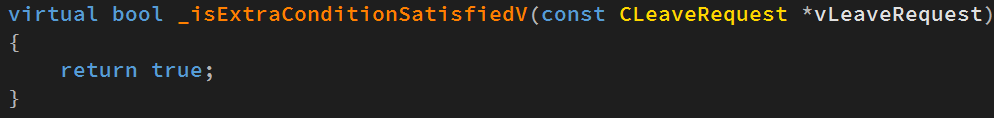 virtual bool _isExtraConditionSatisfiedV(const CLeaveRequest *vLeaveRequest)
{
    return true;
}